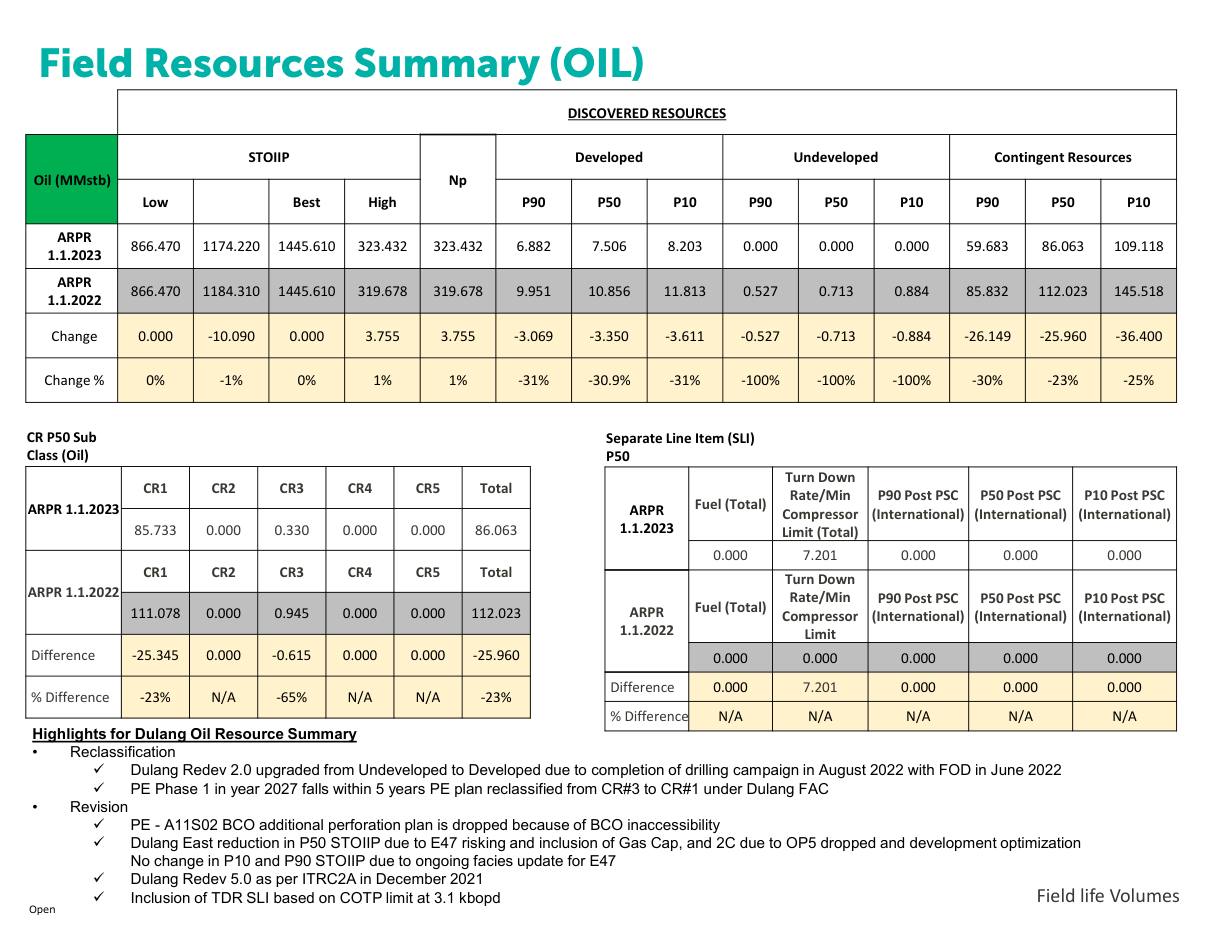 Field Resources Summary (OIL)
DISCOVERED RESOURCES
Oil (MMstb) STOIIP Np Developed Undeveloped Contingent Resources
Low Best High P90 P50 P10 P90 P50 P10 P90 P50 P10
ARPR 1.1.2023 866.470 1174.220 1445.610 323.432 323.432 6.882 7.506 8.203 0.000 0.000 0.000 59.683 86.063 109.118
ARPR 1.1.2022 866.470 1184.310 1445.610 319.678 319.678 9.951 10.856 11.813 0.527 0.713 0.884 85.832 112.023 145.518
Change 0.000 -10.090 0.000 3.755 3.755 -3.069 -3.350 -3.611 -0.527 -0.713 -0.884 -26.149 -25.960 -36.400
Change % 0% -1% 0% 1% 1% -31% -30.9% -31% -100% -100% -100% -30% -23% -25%
CR P50 Sub
Class (Oil)
ARPR 1.1.2023 CR1 CR2 CR3 CR4 CR5 Total
85.733 0.000 0.330 0.000 0.000 86.063
ARPR 1.1.2022 CR1 CR2 CR3 CR4 CR5 Total
111.078 0.000 0.945 0.000 0.000 112.023
Difference -25.345 0.000 -0.615 0.000 0.000 -25.960
% Difference -23% N/A -65% N/A N/A -23%
Separate Line Item (SLI)
P50
ARPR 1.1.2023 Fuel (Total) Turn Down Rate/Min Compressor Limit (Total) P90 Post PSC (International) P50 Post PSC (International) P10 Post PSC (International)
0.000 7.201 0.000 0.000 0.000
ARPR 1.1.2022 Fuel (Total) Turn Down Rate/Min Compressor Limit P90 Post PSC (International) P50 Post PSC (International) P10 Post PSC (International)
0.000 0.000 0.000 0.000 0.000
Difference 0.000 7.201 0.000 0.000 0.000
% Difference N/A N/A N/A N/A N/A
Highlights for Dulang Oil Resource Summary
• Reclassification
✓ Dulang Redev 2.0 upgraded from Undeveloped to Developed due to completion of drilling campaign in August 2022 with FOD in June 2022
✓ PE Phase 1 in year 2027 falls within 5 years PE plan reclassified from CR#3 to CR#1 under Dulang FAC
• Revision
✓ PE - A11S02 BCO additional perforation plan is dropped because of BCO inaccessibility
✓ Dulang East reduction in P50 STOIIP due to E47 risking and inclusion of Gas Cap, and 2C due to OP5 dropped and development optimization
No change in P10 and P90 STOIIP due to ongoing facies update for E47
✓ Dulang Redev 5.0 as per ITRC2A in December 2021
✓ Inclusion of TDR SLI based on COTP limit at 3.1 kbopd
Field life Volumes
Open